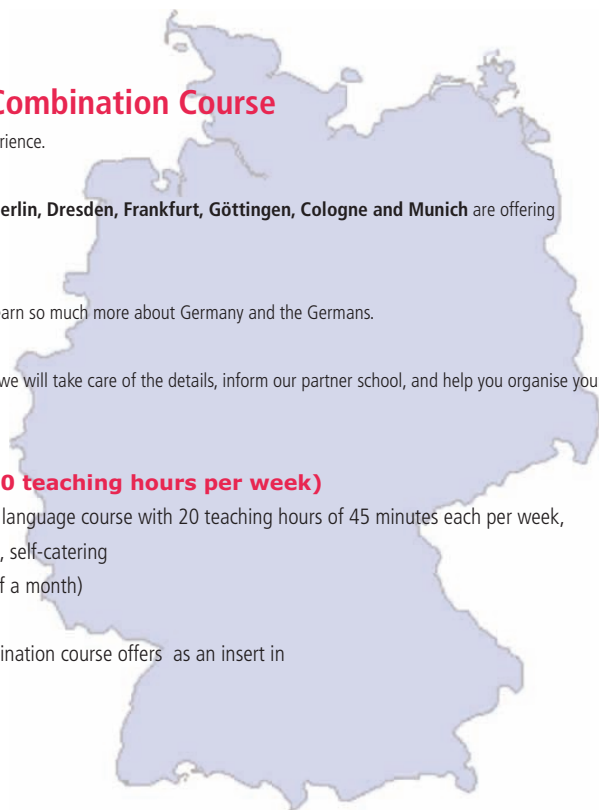 Combination Course
rience.
erlin, Dresden, Frankfurt, Göttingen, Cologne and Munich are offering
earn so much more about Germany and the Germans.
we will take care of the details, inform our partner school, and help you organise you
0 teaching hours per week)
language course with 20 teaching hours of 45 minutes each per week,
, self-catering
f a month)
ination course offers as an insert in